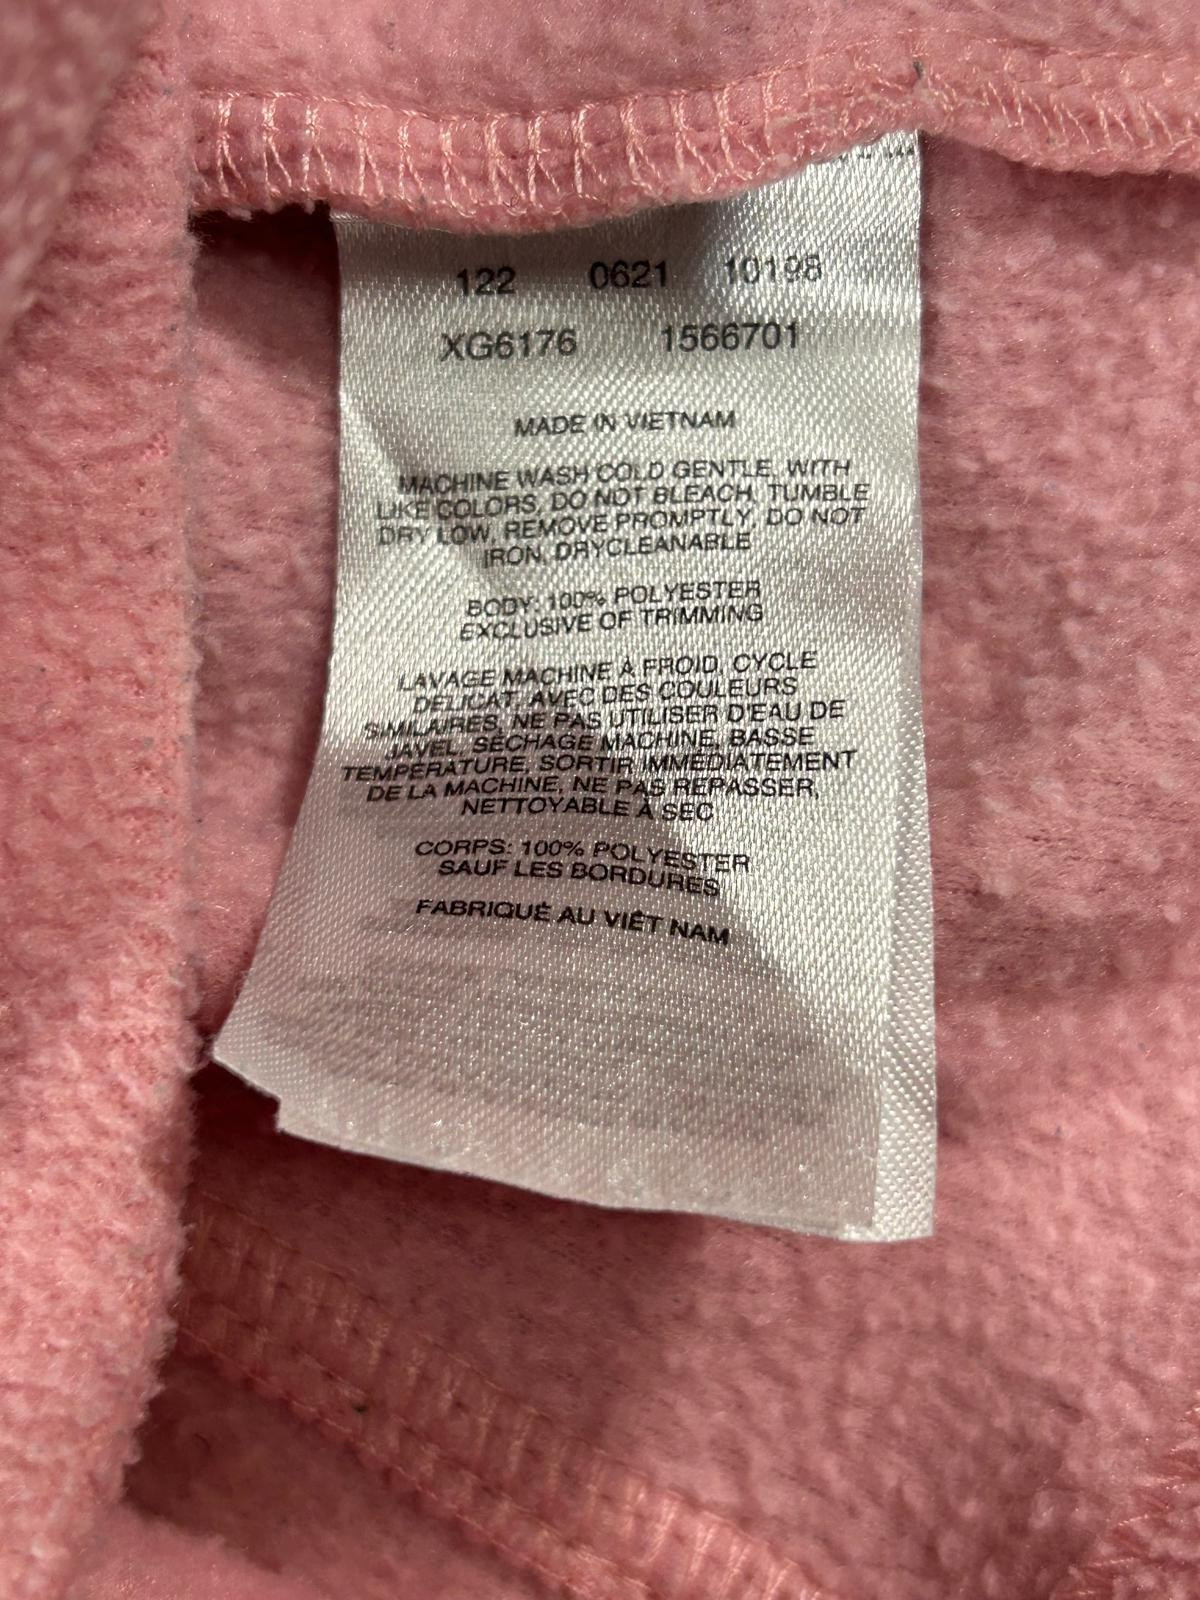 122 0621 10198
XG6176 1566701
MADE IN VIETNAM
MACHINE WASH COLD GENTLE, WITH
LIKE COLORS, DO NOT BLEACH, TUMBLE
DRY LOW, REMOVE PROMPTLY, DO NOT
IRON, DRYCLEANABLE
BODY: 100% POLYESTER
EXCLUSIVE OF TRIMMING
LAVAGE MACHINE À FROID, CYCLE
DÉLICAT, AVEC DES COULEURS
SIMILAIRES, NE PAS UTILISER D'EAU DE
JAVEL, SÉCHAGE MACHINE, BASSE
TEMPÉRATURE, SORTIR IMMÉDIATEMENT
DE LA MACHINE, NE PAS REPASSER,
NETTOYABLE À SEC
CORPS: 100% POLYESTER
SAUF LES BORDURES
FABRIQUÉ AU VIÊT NAM